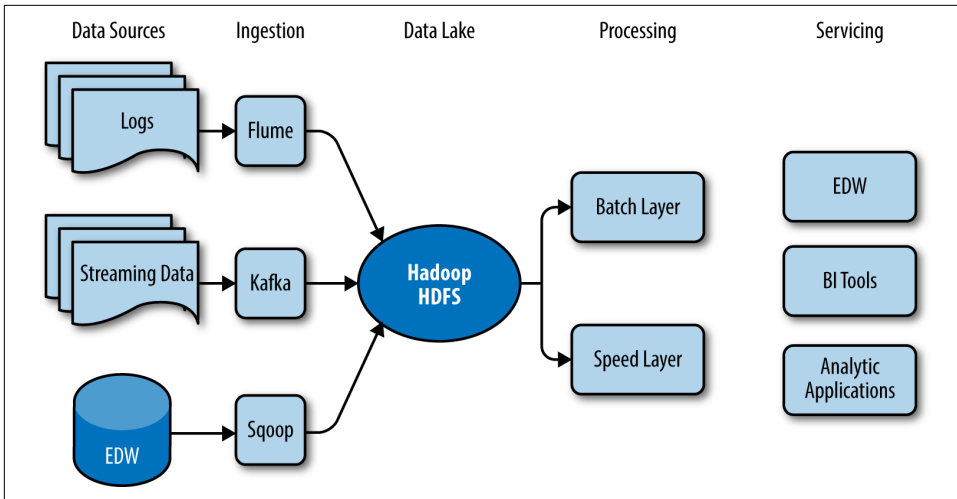 Data Sources
Ingestion
Data Lake
Processing
Servicing
Logs
Flume
Streaming Data
Kafka
EDW
Sqoop
Hadoop
HDFS
Batch Layer
Speed Layer
EDW
BI Tools
Analytic
Applications